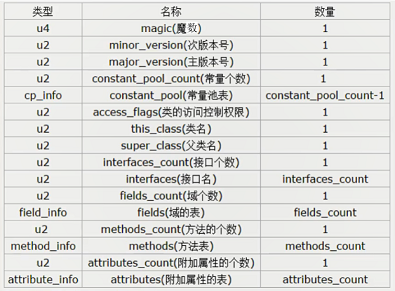 类型 名称 数量
u4 magic(魔数) 1
u2 minor_version(次版本号) 1
u2 major_version(主版本号) 1
u2 constant_pool_count(常量个数) 1
cp_info constant_pool(常量池表) constant_pool_count-1
u2 access_flags(类的访问控制权限) 1
u2 this_class(类名) 1
u2 super_class(父类名) 1
u2 interfaces_count(接口个数) 1
u2 interfaces(接口名) interfaces_count
u2 fields_count(域个数) 1
field_info fields(域的表) fields_count
u2 methods_count(方法的个数) 1
method_info methods(方法表) methods_count
u2 attributes_count(附加属性的个数) 1
attribute_info attributes(附加属性的表) attributes_count